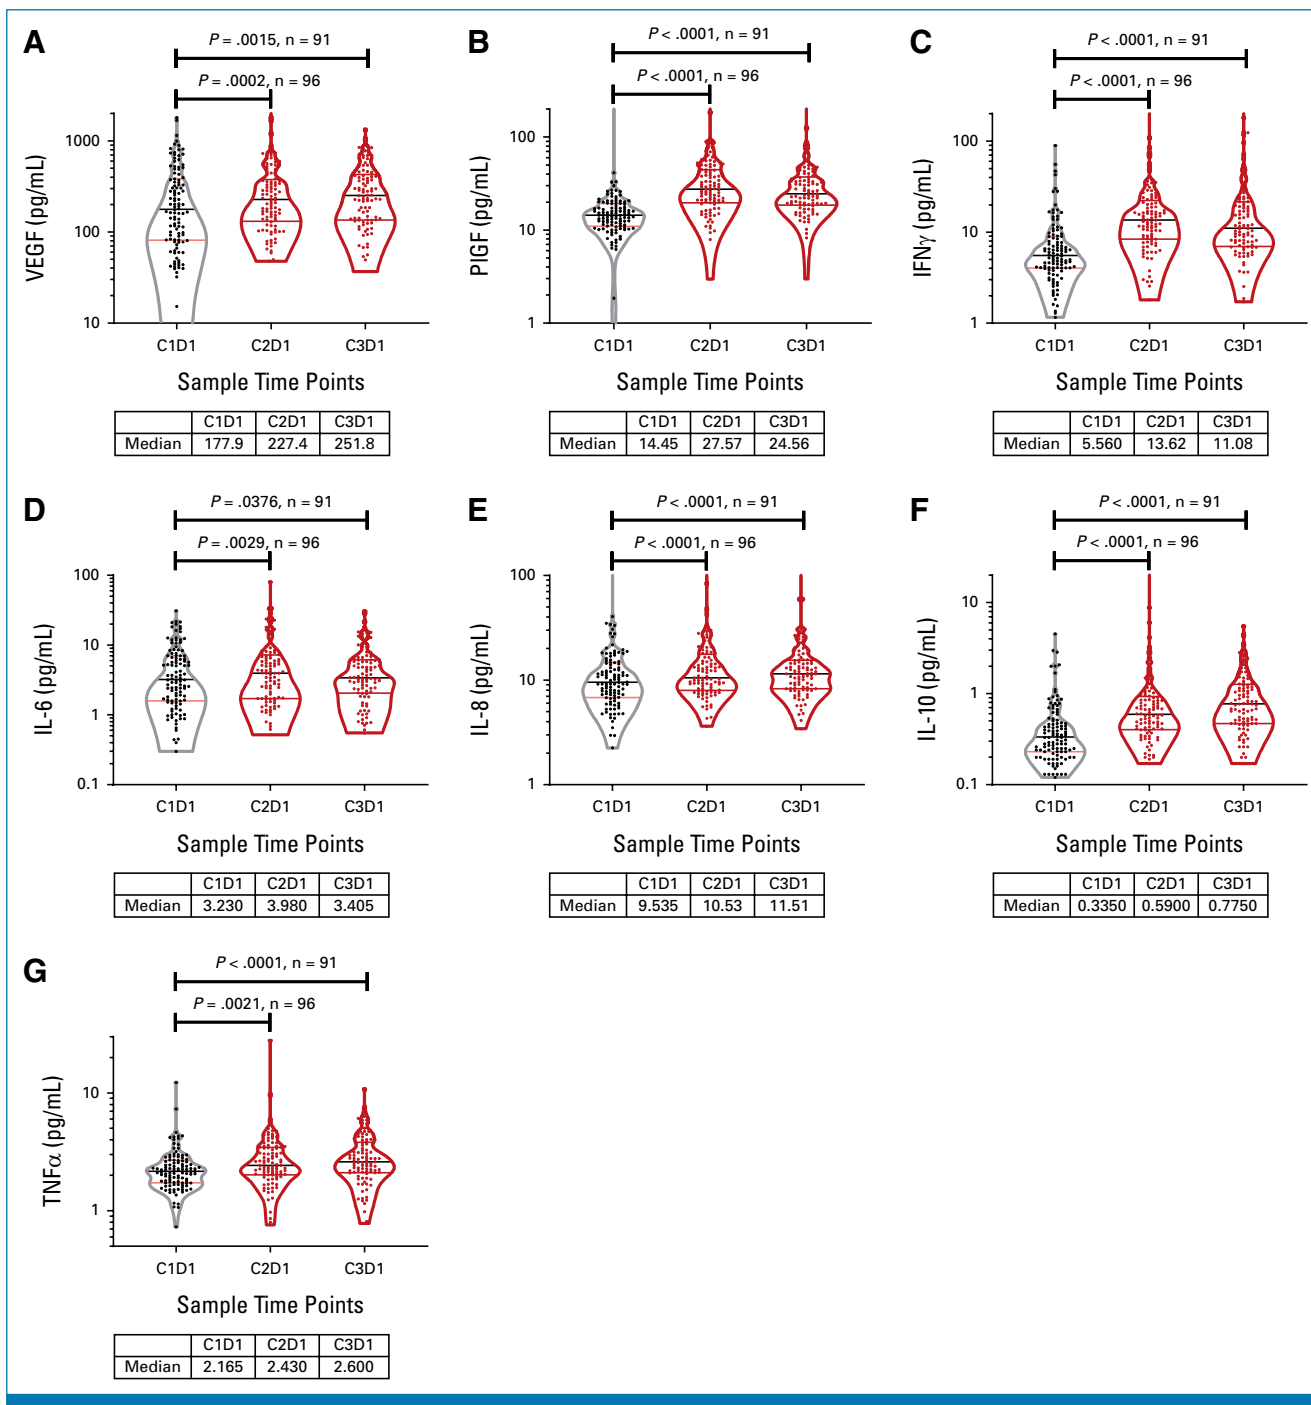 A
P = .0015, n = 91
P = .0002, n = 96
VEGF (pg/mL)
1000
100
10
C1D1 C2D1 C3D1
Sample Time Points
C1D1 C2D1 C3D1
Median 177.9 227.4 251.8
B
P < .0001, n = 91
P < .0001, n = 96
PlGF (pg/mL)
100
10
1
C1D1 C2D1 C3D1
Sample Time Points
C1D1 C2D1 C3D1
Median 14.45 27.57 24.56
C
P < .0001, n = 91
P < .0001, n = 96
IFNγ (pg/mL)
100
10
1
C1D1 C2D1 C3D1
Sample Time Points
C1D1 C2D1 C3D1
Median 5.560 13.62 11.08
D
P = .0376, n = 91
P = .0029, n = 96
IL-6 (pg/mL)
100
10
1
0.1
C1D1 C2D1 C3D1
Sample Time Points
C1D1 C2D1 C3D1
Median 3.230 3.980 3.405
E
P < .0001, n = 91
P < .0001, n = 96
IL-8 (pg/mL)
100
10
1
C1D1 C2D1 C3D1
Sample Time Points
C1D1 C2D1 C3D1
Median 9.535 10.53 11.51
F
P < .0001, n = 91
P < .0001, n = 96
IL-10 (pg/mL)
10
1
0.1
C1D1 C2D1 C3D1
Sample Time Points
C1D1 C2D1 C3D1
Median 0.3350 0.5900 0.7750
G
P < .0001, n = 91
P = .0021, n = 96
TNFα (pg/mL)
10
1
C1D1 C2D1 C3D1
Sample Time Points
C1D1 C2D1 C3D1
Median 2.165 2.430 2.600